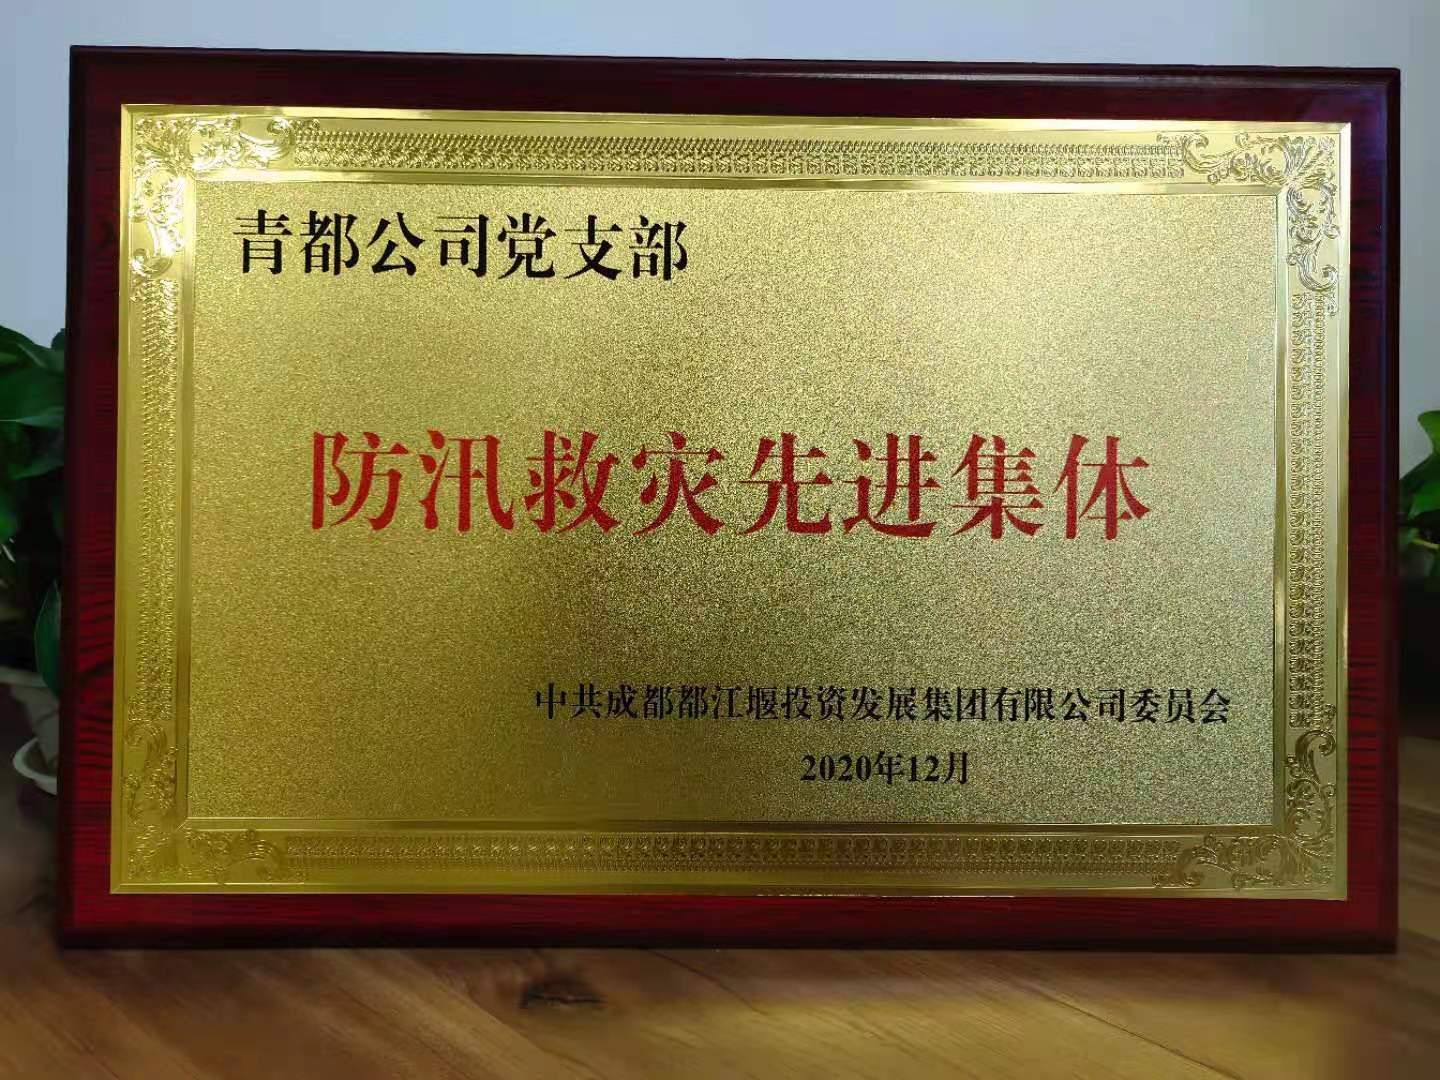 青都公司党支部
防汛救灾先进集体
中共成都都江堰投资发展集团有限公司委员会
2020年12月